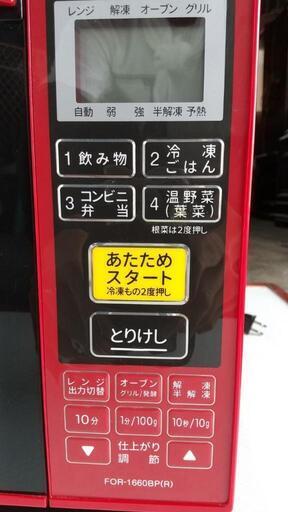 レンジ 解凍 オーブン グリル
自動 弱 強 半解凍 予熱
1 飲み物
2 冷凍
ごはん
3 コンビニ
弁当
4 温野菜
(葉菜)
根菜は2度押し
あたため
スタート
冷凍もの2度押し
とりけし
レンジ
出力切替
オーブン
グリル/発酵
解凍
半解凍
10分
1分/100g
10秒/10g
▼
仕上がり
調節
▲
FOR-1660BP(R)